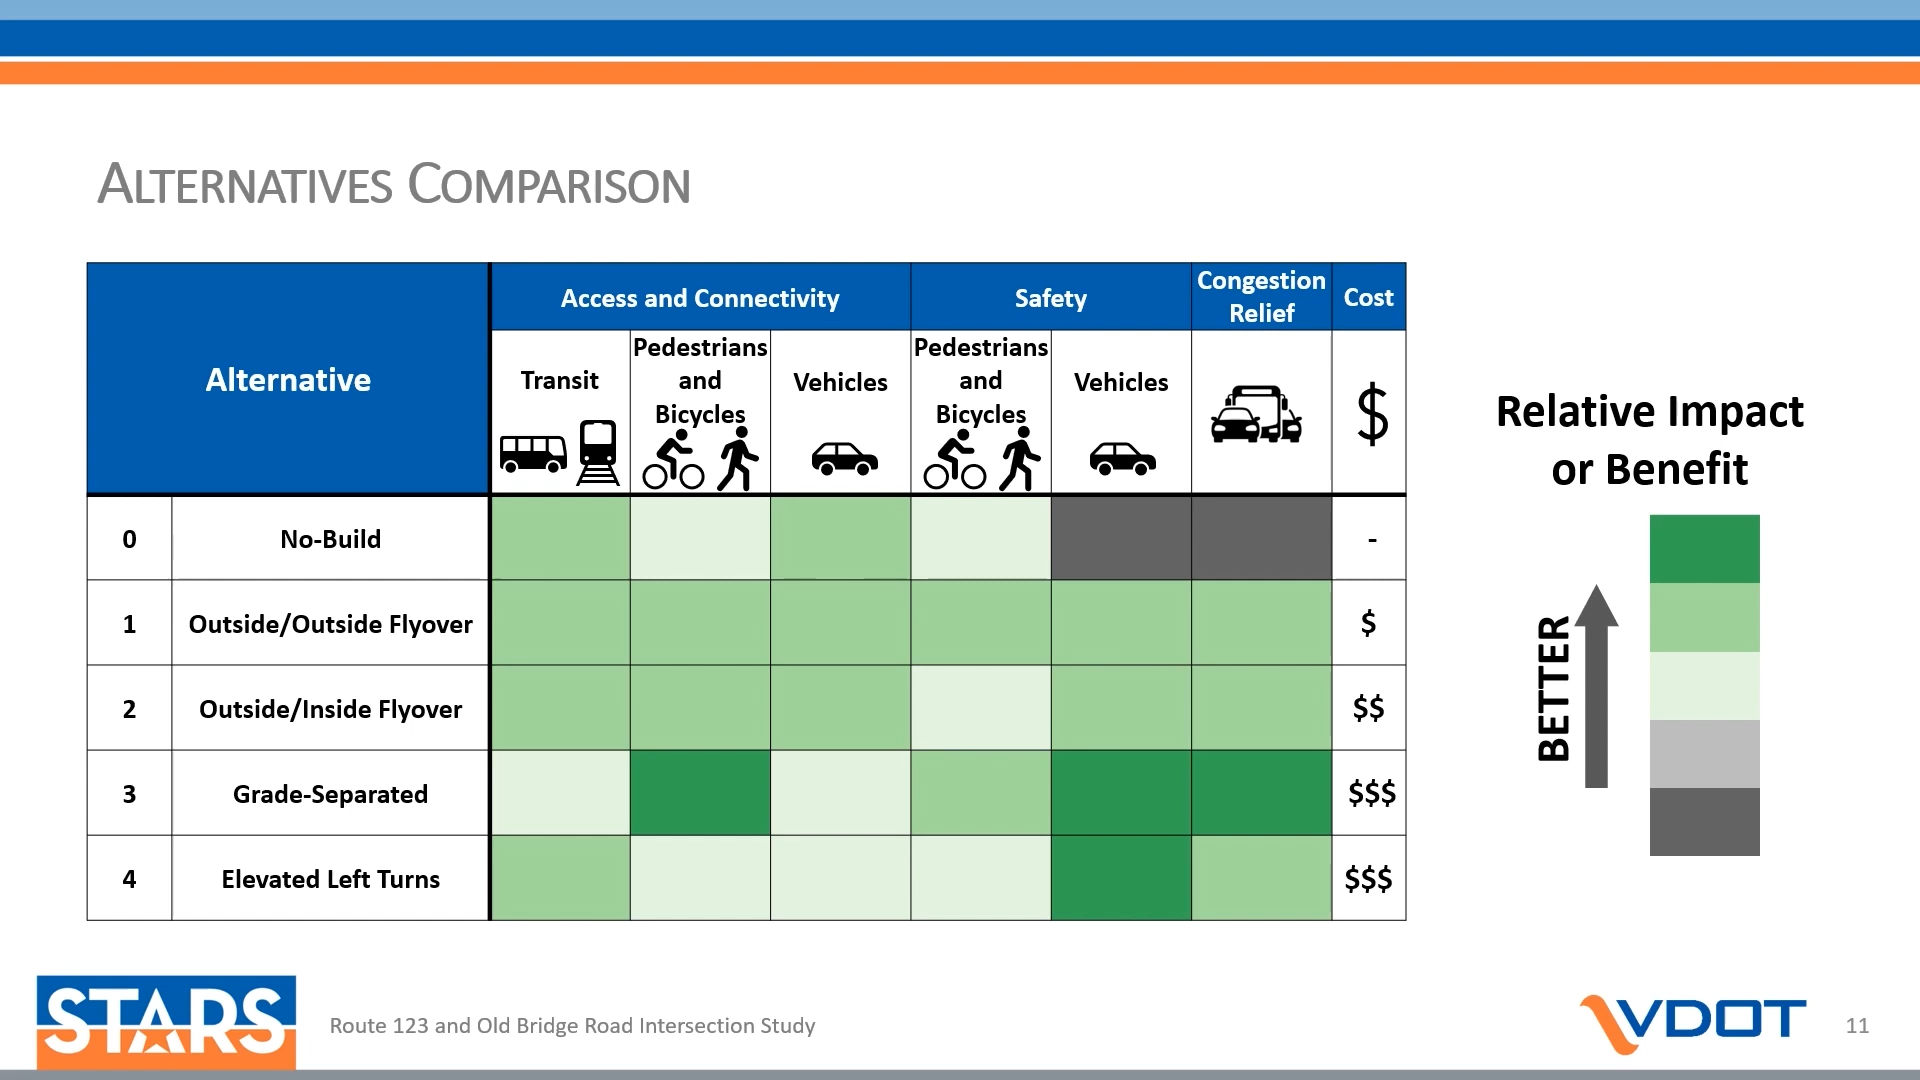 ALTERNATIVES COMPARISON
Alternative
Access and Connectivity
Safety
Congestion
Relief
Cost
Transit
Pedestrians
and
Bicycles
Vehicles
Pedestrians
and
Bicycles
Vehicles
$
0 No-Build -
1 Outside/Outside Flyover $
2 Outside/Inside Flyover $$
3 Grade-Separated $$$
4 Elevated Left Turns $$$
Relative Impact
or Benefit
BETTER
STARS
Route 123 and Old Bridge Road Intersection Study
VDOT
11